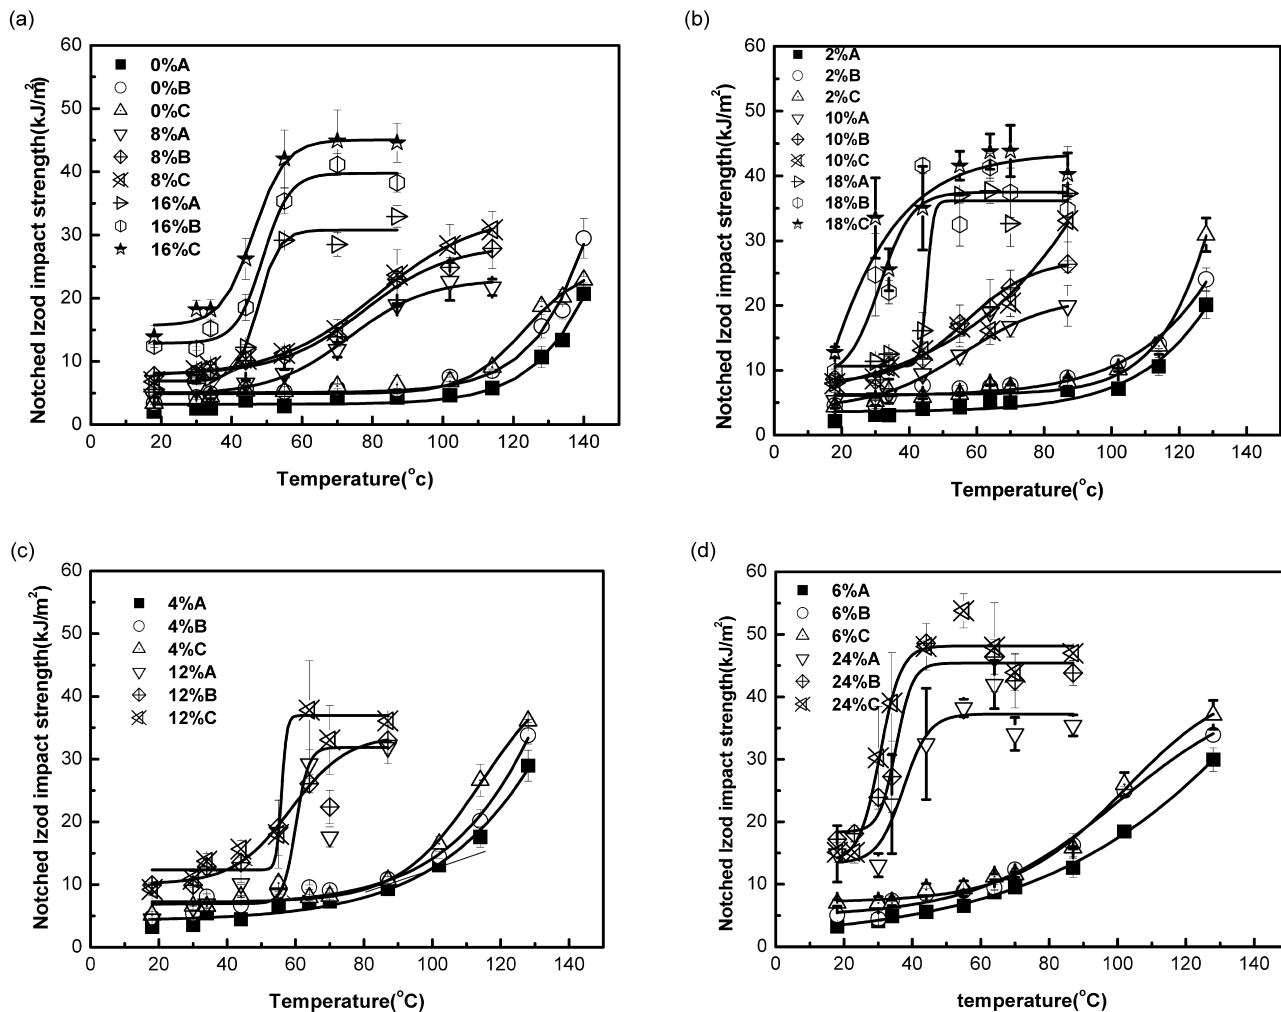 (a)
Notched Izod impact strength(kJ/m²)
60
50
40
30
20
10
0
0%A
0%B
0%C
8%A
8%B
8%C
16%A
16%B
16%C
0 20 40 60 80 100 120 140
Temperature(°c)
(b)
Notched Izod impact strength(kJ/m²)
60
50
40
30
20
10
0
2%A
2%B
2%C
10%A
10%B
10%C
18%A
18%B
18%C
0 20 40 60 80 100 120 140
Temperature(°c)
(c)
Notched Izod impact strength(kJ/m²)
60
50
40
30
20
10
0
4%A
4%B
4%C
12%A
12%B
12%C
0 20 40 60 80 100 120 140
Temperature(°C)
(d)
Notched Izod impact strength(kJ/m²)
60
50
40
30
20
10
0
6%A
6%B
6%C
24%A
24%B
24%C
0 20 40 60 80 100 120 140
temperature(°C)